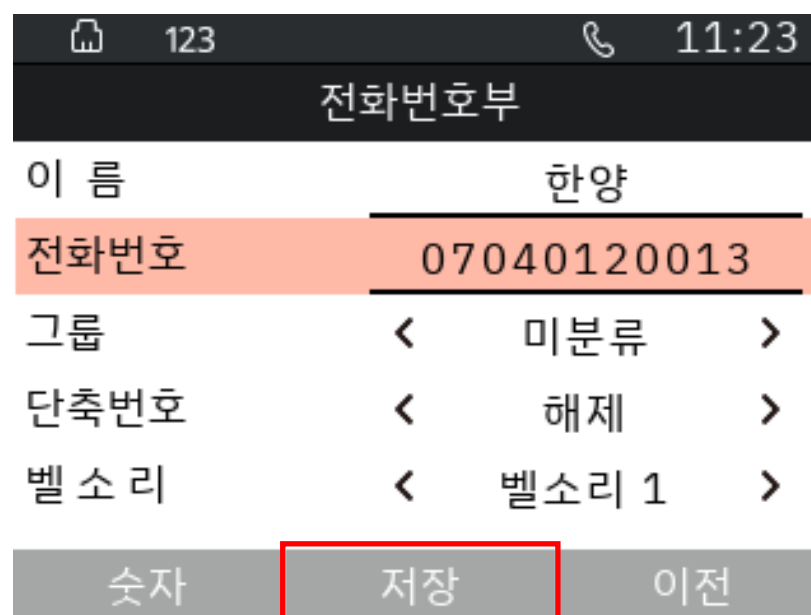 123 11:23
전화번호부
이 름 한양
전화번호 07040120013
그룹 < 미분류 >
단축번호 < 해제 >
벨 소 리 < 벨소리 1 >
숫자 저장 이전